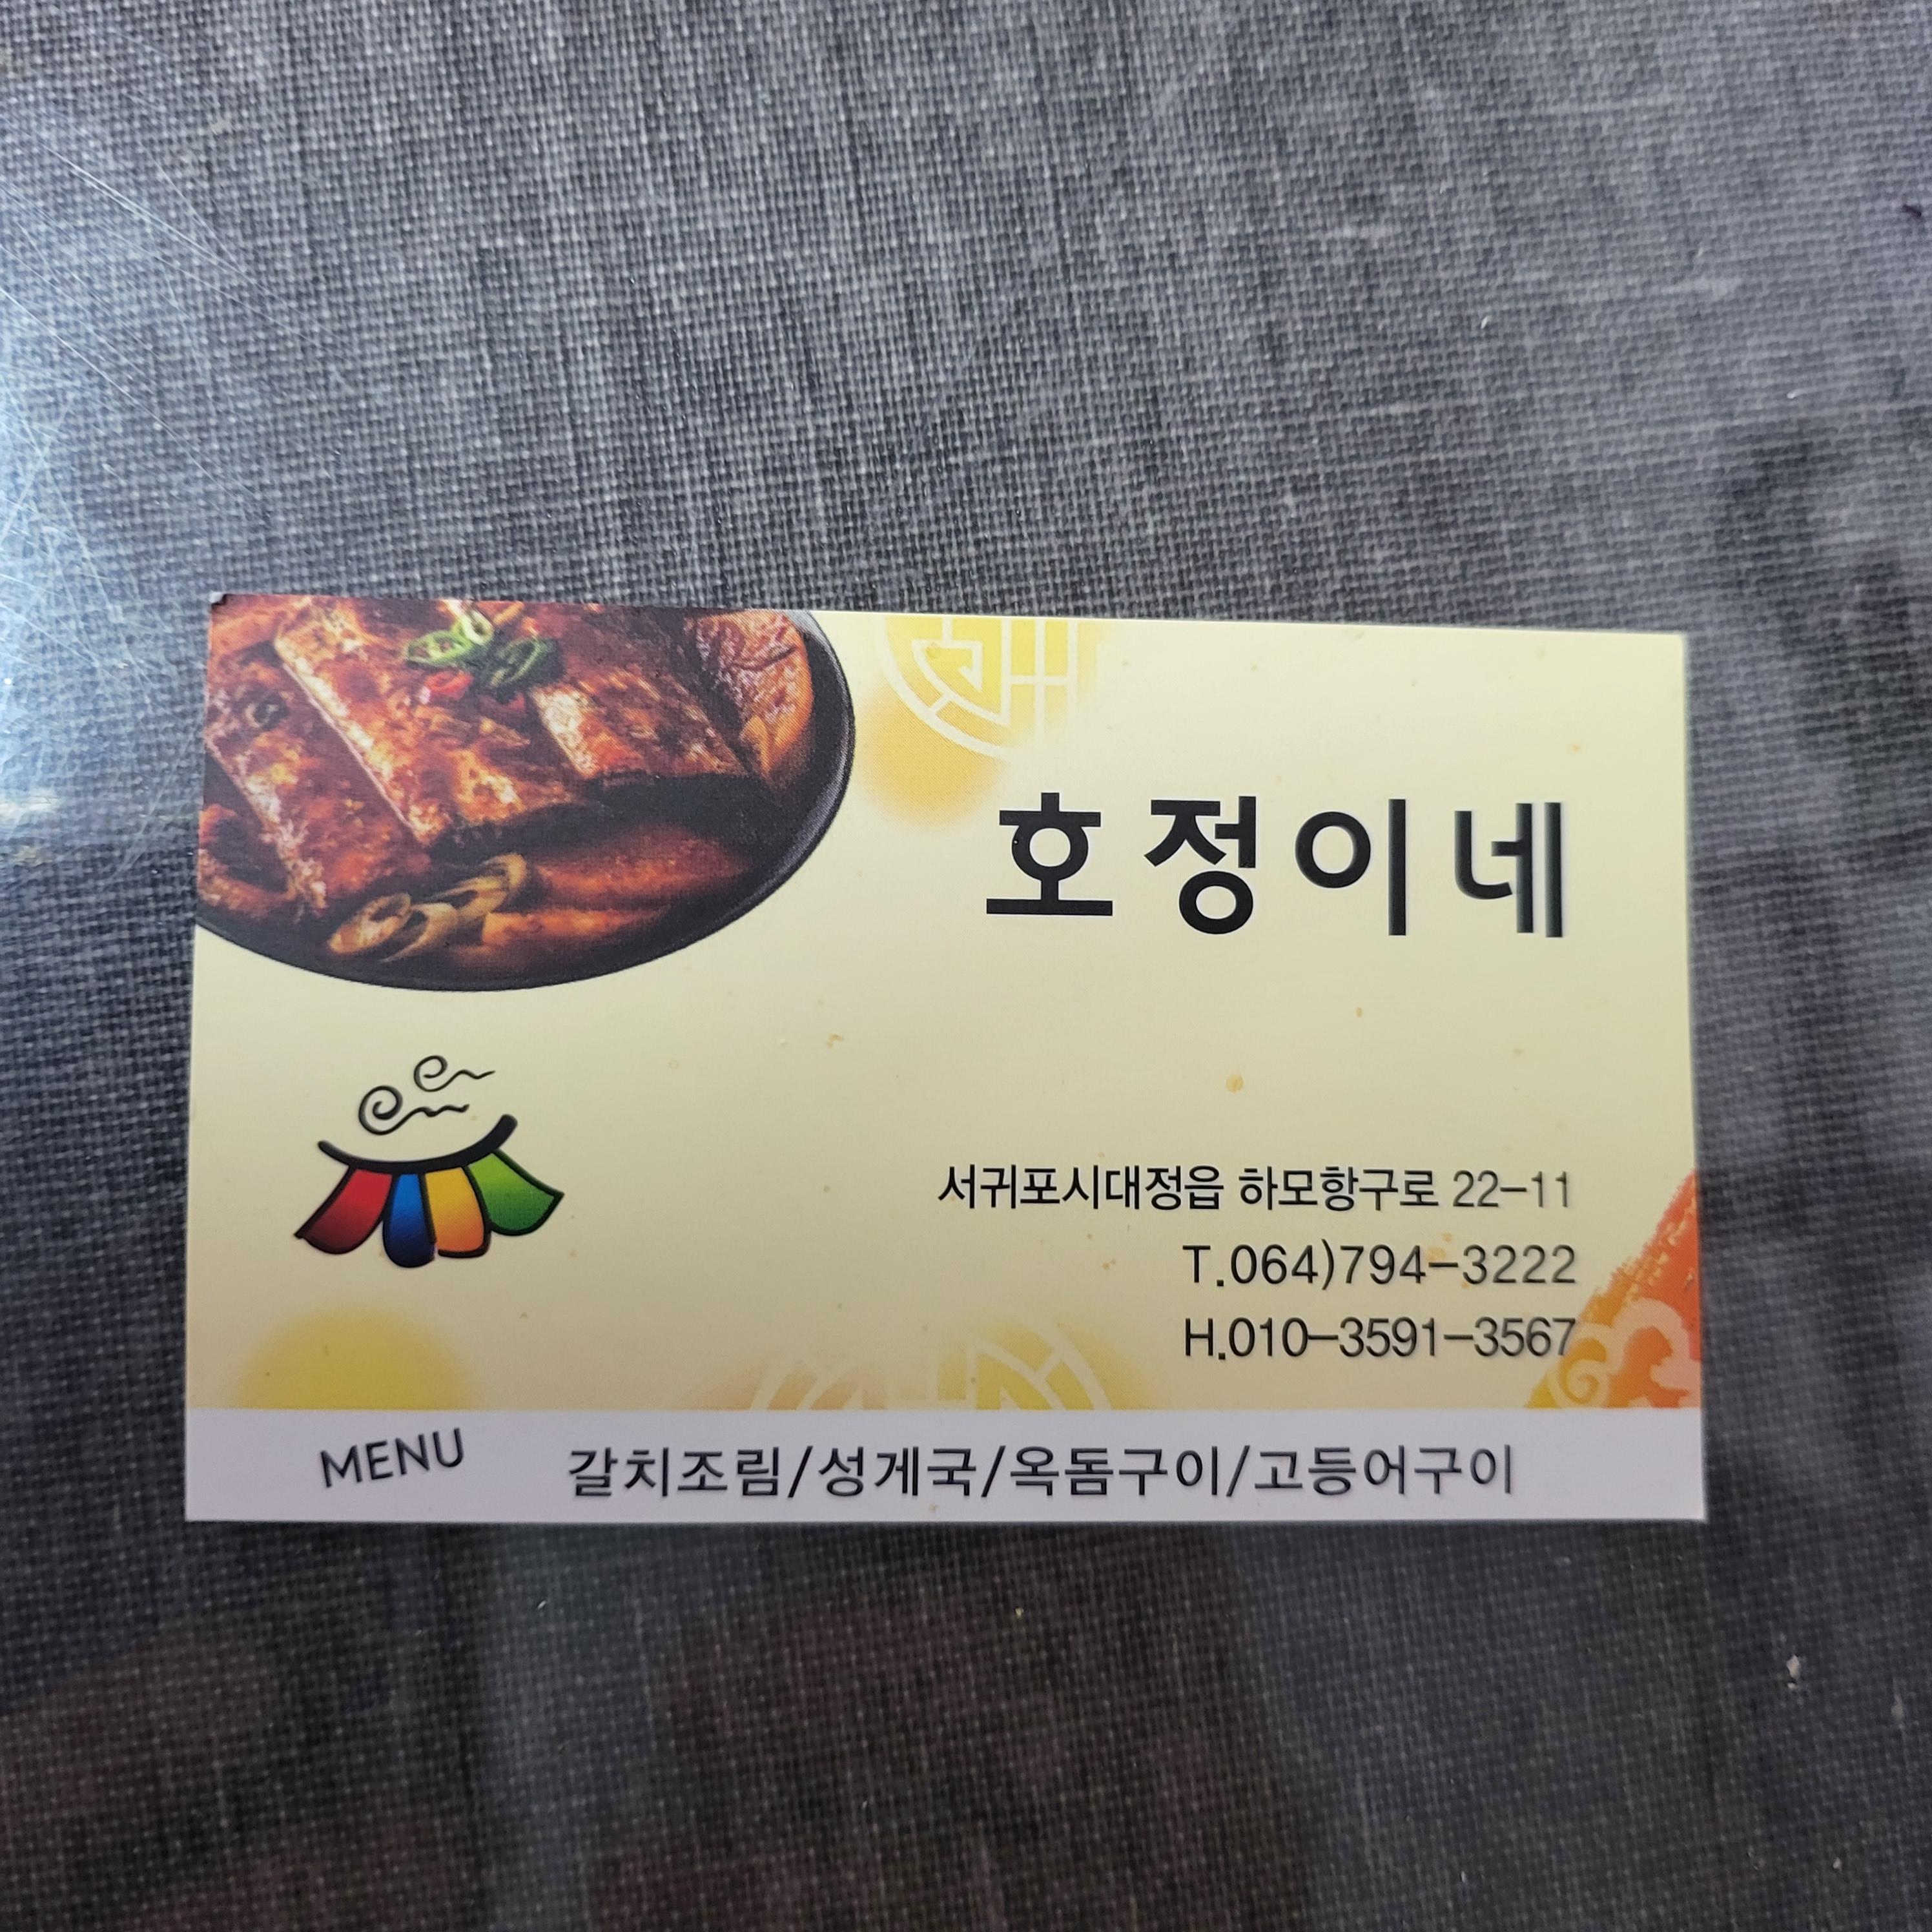 호정이네
서귀포시대정읍 하모항구로 22-11
T.064)794-3222
H.010-3591-3567
MENU 갈치조림/성게국/옥돔구이/고등어구이